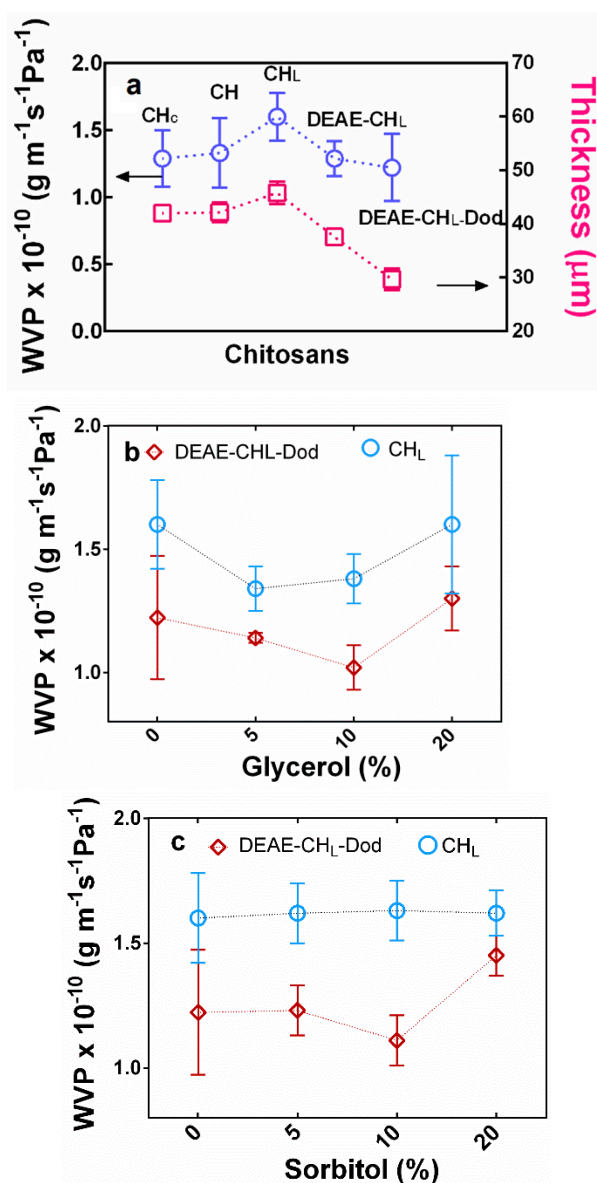 a
CHc
CH
CHL
DEAE-CHL
DEAE-CHL-Dod
WVP x 10⁻¹⁰ (g m⁻¹s⁻¹Pa⁻¹)
2.0
1.5
1.0
0.5
0.0
70
60
50
40
30
20
Thickness (μm)
Chitosans
b
DEAE-CHL-Dod
CHL
WVP x 10⁻¹⁰ (g m⁻¹s⁻¹Pa⁻¹)
2.0
1.5
1.0
0 5 10 20
Glycerol (%)
c
DEAE-CHL-Dod
CHL
WVP x 10⁻¹⁰ (g m⁻¹s⁻¹Pa⁻¹)
2.0
1.5
1.0
0 5 10 20
Sorbitol (%)